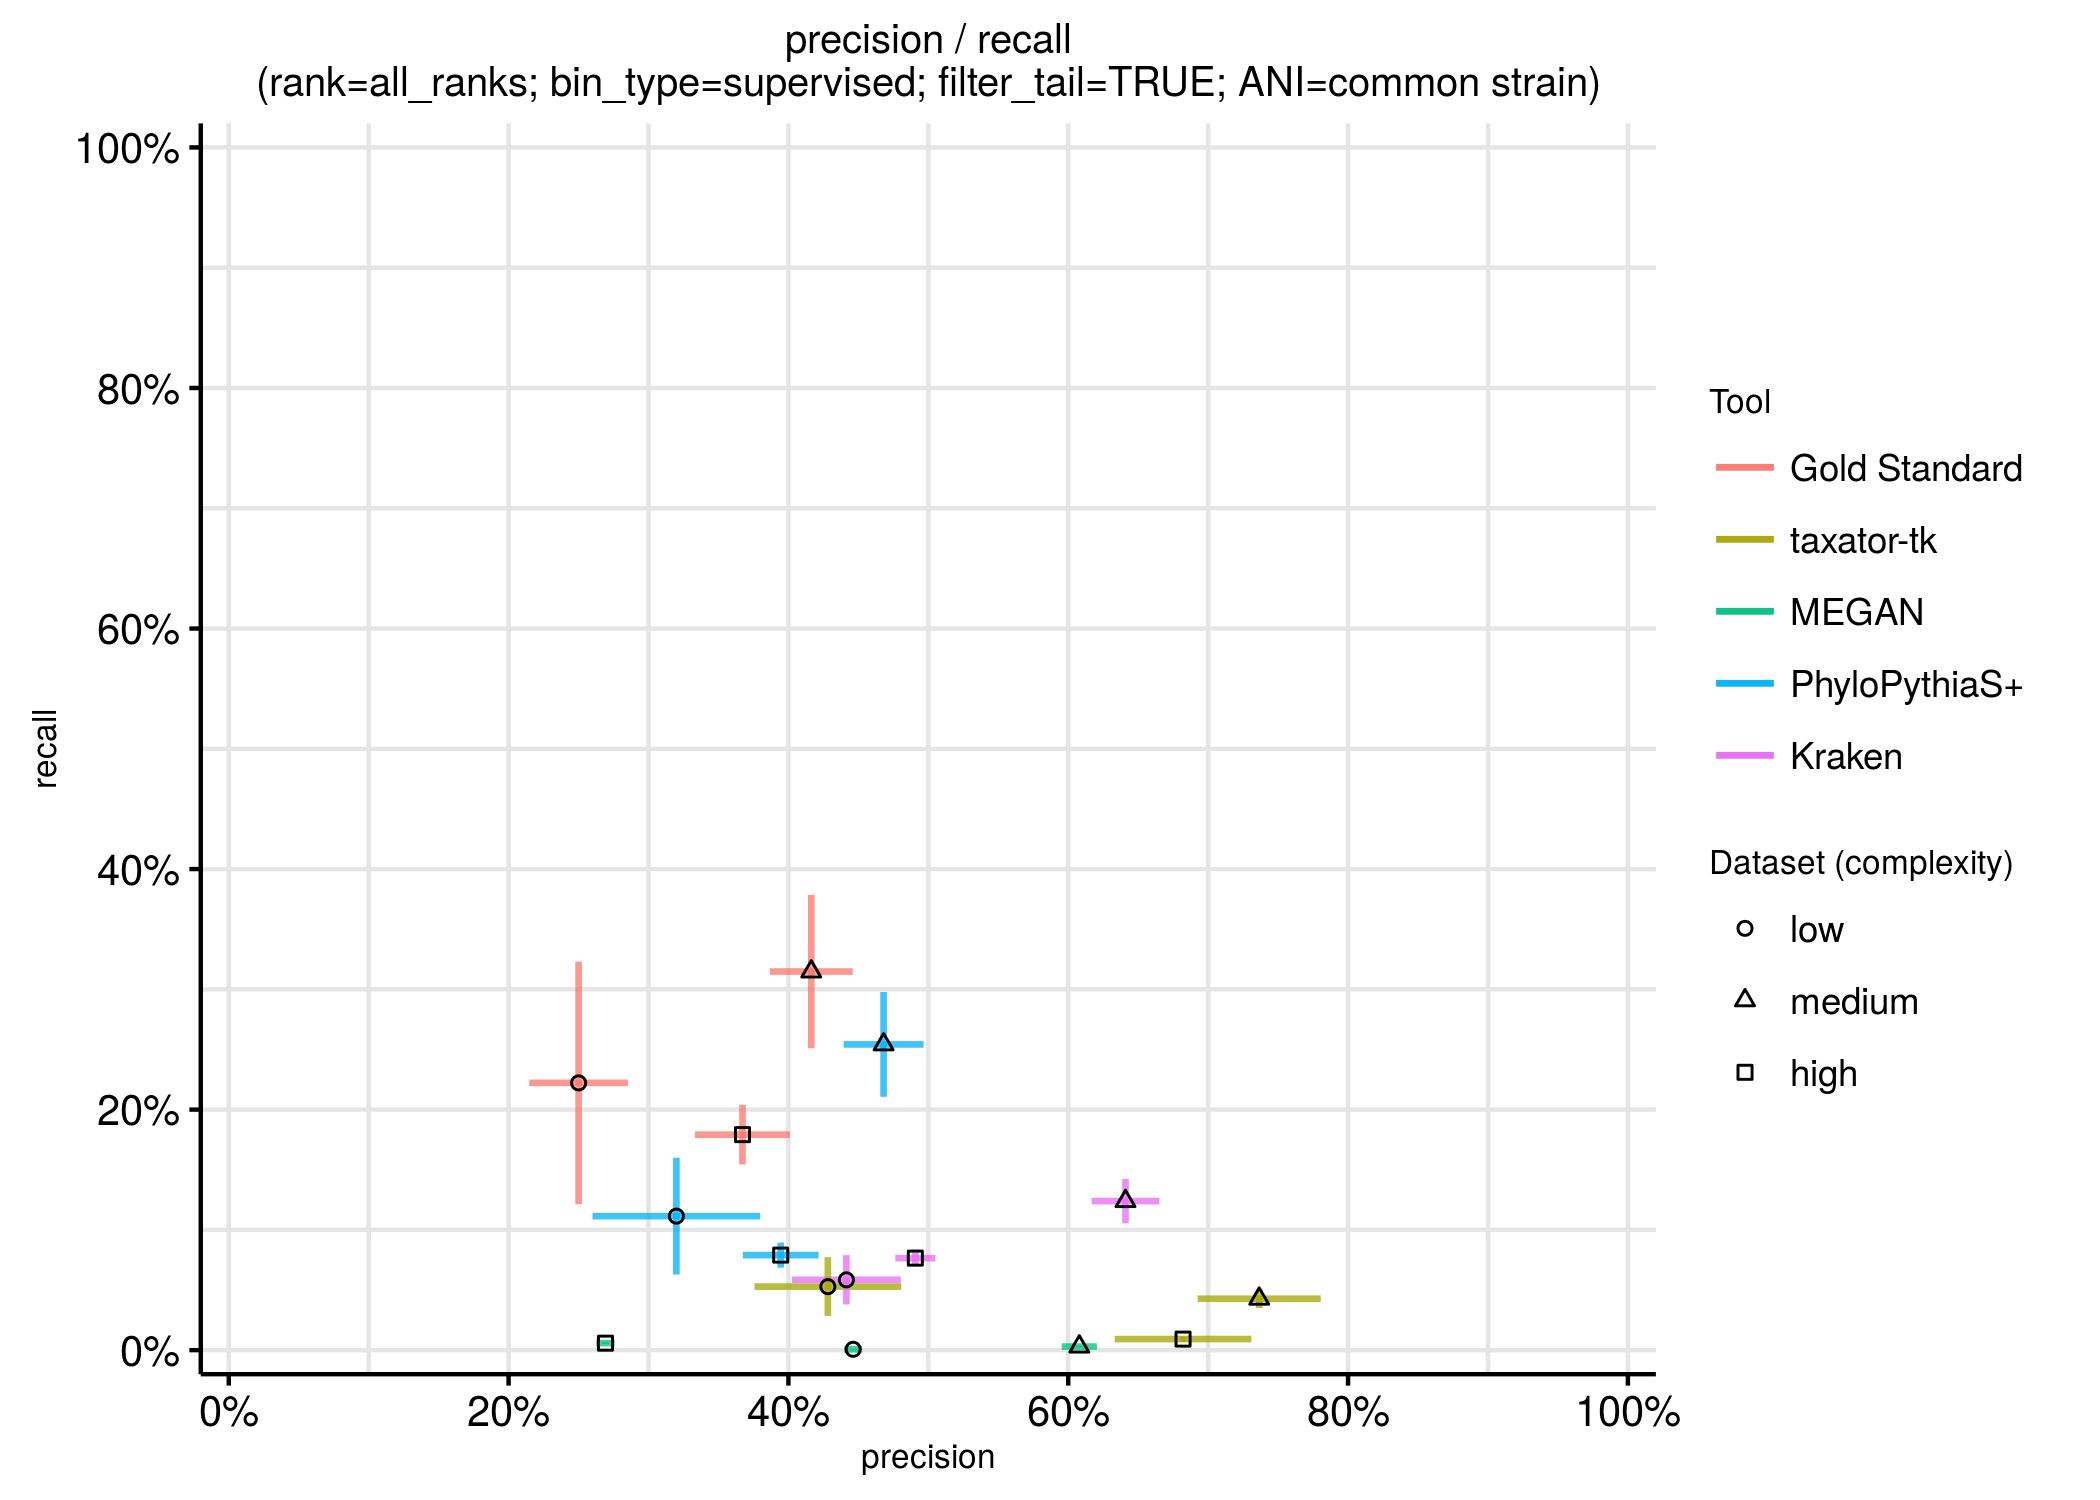 precision / recall
(rank=all_ranks; bin_type=supervised; filter_tail=TRUE; ANI=common strain)
100%
80%
60%
40%
20%
0%
recall
0%
20%
40%
60%
80%
100%
precision
Tool
Gold Standard
taxator-tk
MEGAN
PhyloPythiaS+
Kraken
Dataset (complexity)
low
medium
high